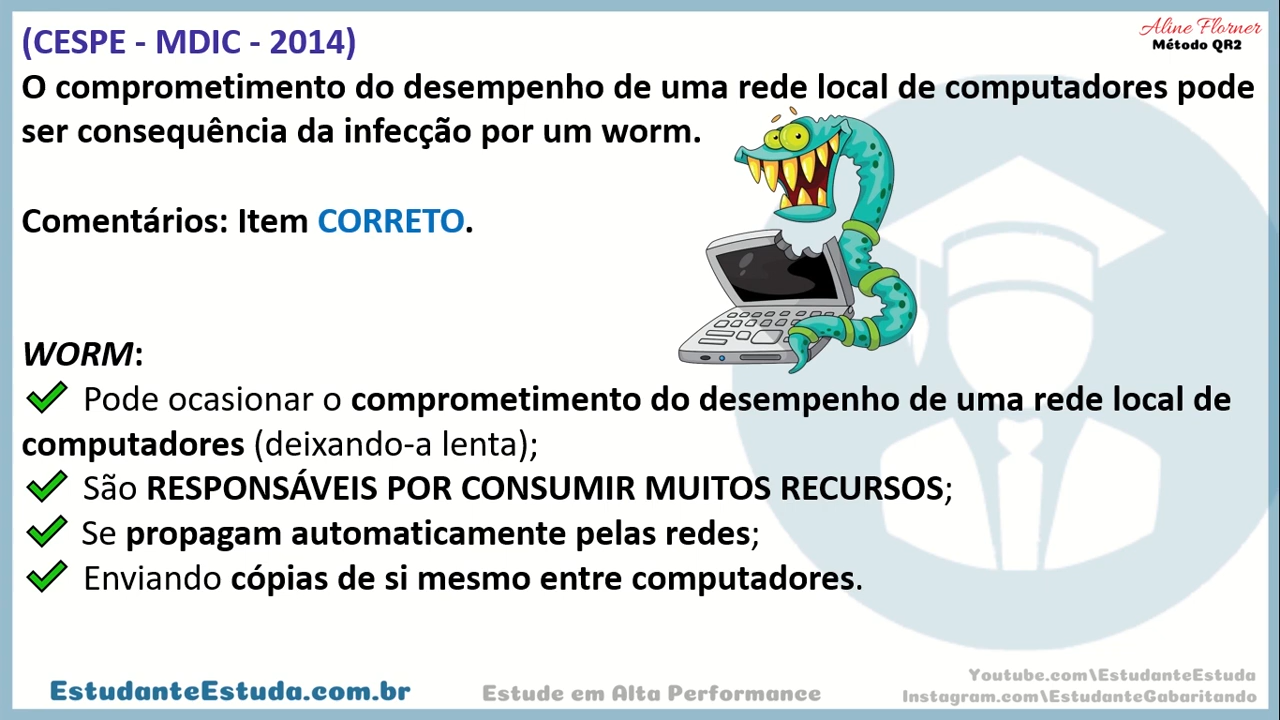 (CESPE - MDIC - 2014)
Aline Florner
Método QR2
O comprometimento do desempenho de uma rede local de computadores pode
ser consequência da infecção por um worm.
Comentários: Item CORRETO.
WORM:
Pode ocasionar o comprometimento do desempenho de uma rede local de
computadores (deixando-a lenta);
São RESPONSÁVEIS POR CONSUMIR MUITOS RECURSOS;
Se propagam automaticamente pelas redes;
Enviando cópias de si mesmo entre computadores.
EstudanteEstuda.com.br
Estude em Alta Performance
Youtube.com\EstudanteEstuda
Instagram.com\EstudanteGabaritando